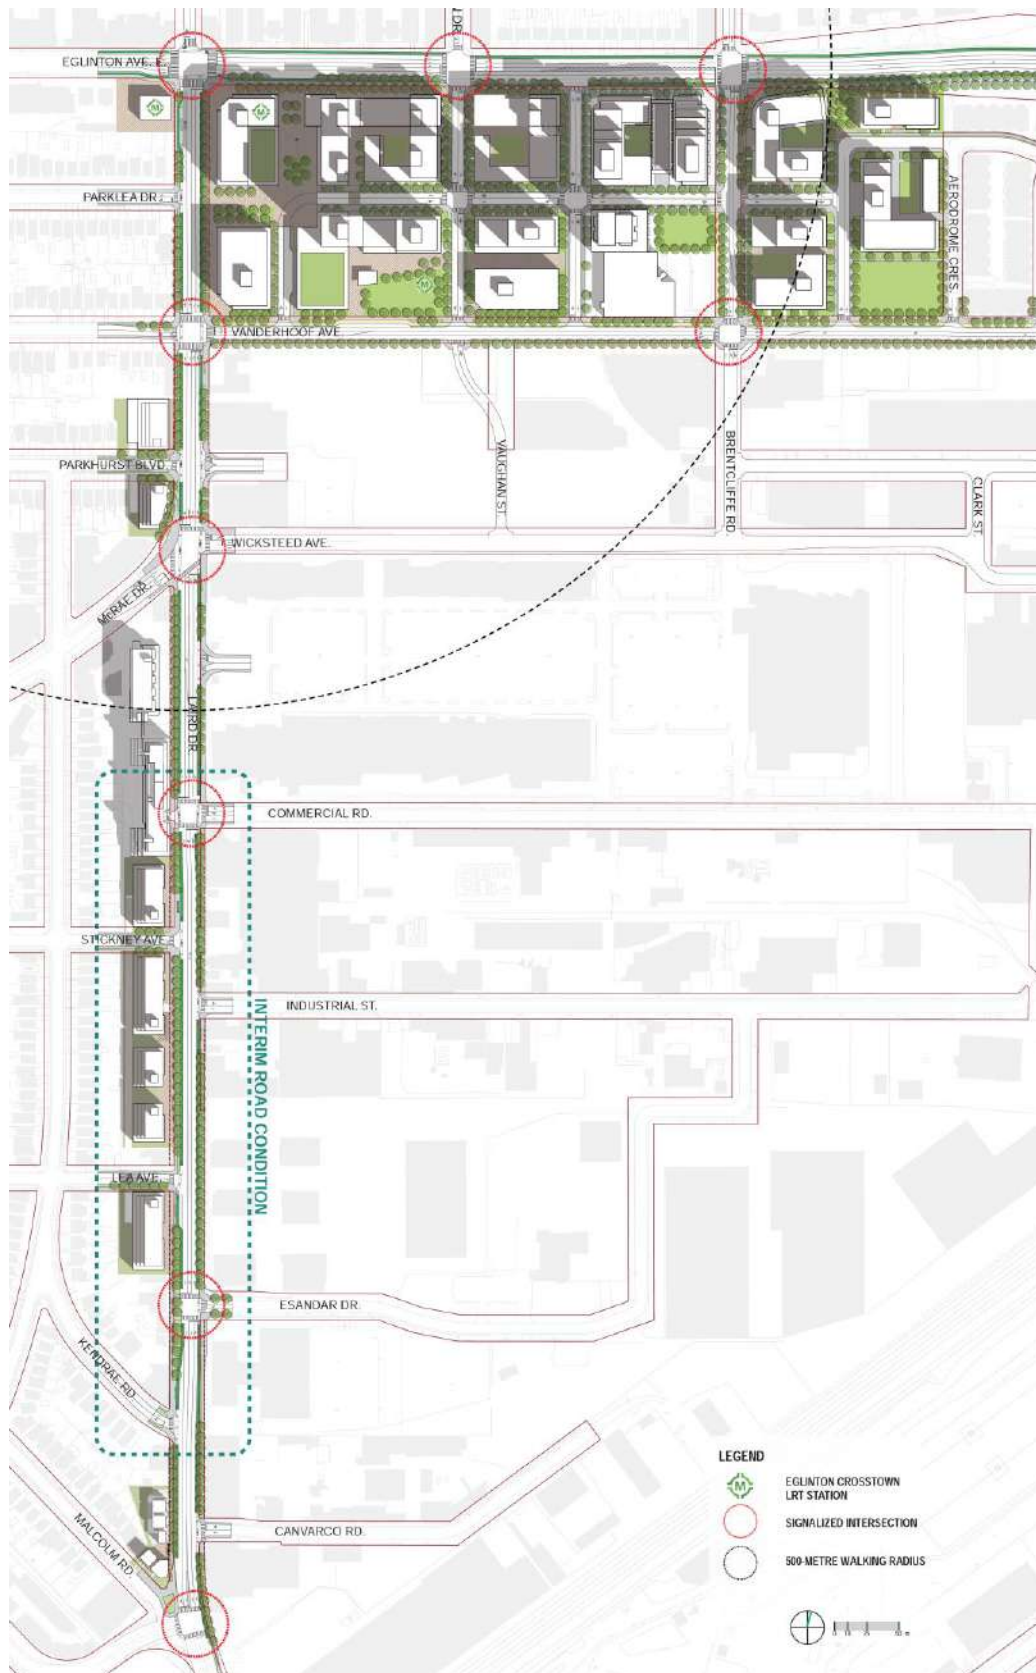 EGLINTON AVE. E.
PARKLEA DR.
AERODROME CRES.
VANDERHOOF AVE.
PARKHURST BLVD.
VAUGHAN ST.
BRENTCLIFFE RD.
CLARK ST.
WICKSTEED AVE.
McRAE DR.
LAIRD DR.
COMMERCIAL RD.
STICKNEY AVE.
INDUSTRIAL ST.
INTERIM ROAD CONDITION
LEA AVE.
ESANDAR DR.
KENDRAE RD.
MALCOLM RD.
CANVARCO RD.
LEGEND
M
EGLINTON CROSSTOWN
LRT STATION
SIGNALIZED INTERSECTION
500-METRE WALKING RADIUS